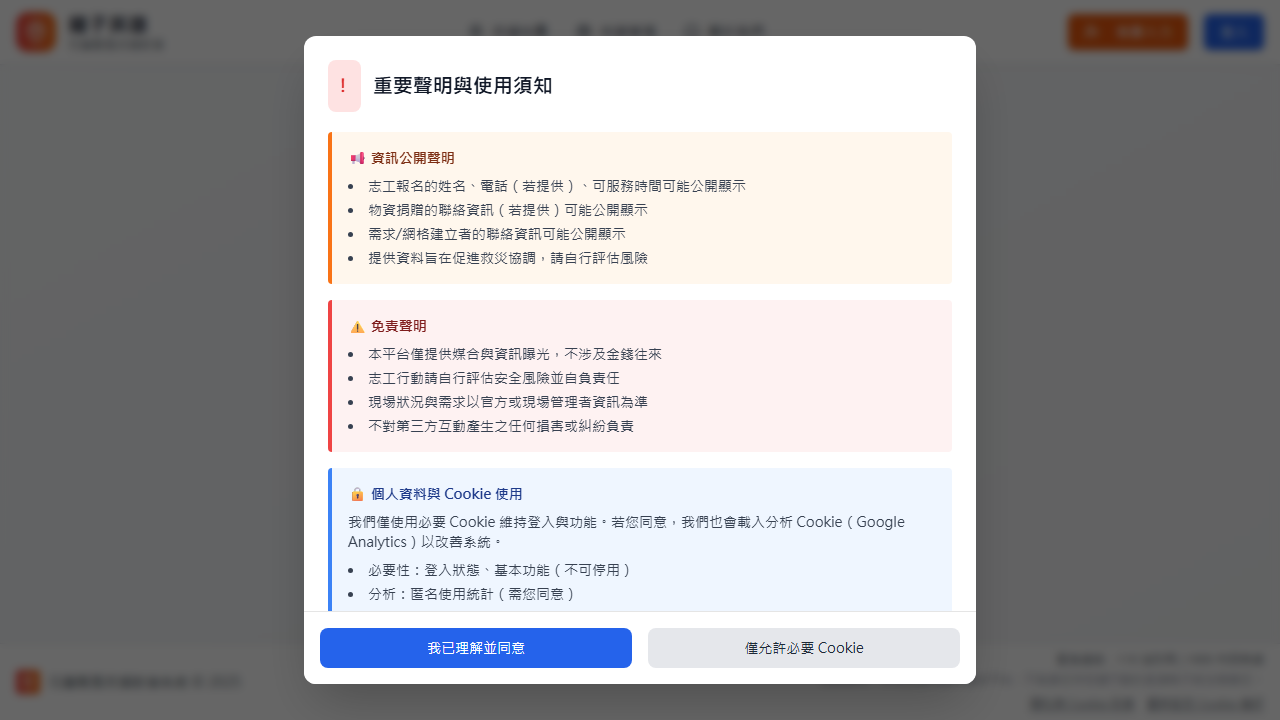 !
重要聲明與使用須知
資訊公開聲明
志工報名的姓名、電話（若提供）、可服務時間可能公開顯示
物資捐贈的聯絡資訊（若提供）可能公開顯示
需求/網格建立者的聯絡資訊可能公開顯示
提供資料旨在促進救災協調，請自行評估風險
免責聲明
本平台僅提供媒合與資訊曝光，不涉及金錢往來
志工行動請自行評估安全風險並自負責任
現場狀況與需求以官方或現場管理者資訊為準
不對第三方互動產生之任何損害或糾紛負責
個人資料與 Cookie 使用
我們僅使用必要 Cookie 維持登入與功能。若您同意，我們也會載入分析 Cookie（Google
Analytics）以改善系統。
必要性：登入狀態、基本功能（不可停用）
分析：匿名使用統計（需您同意）
我已理解並同意
僅允許必要 Cookie